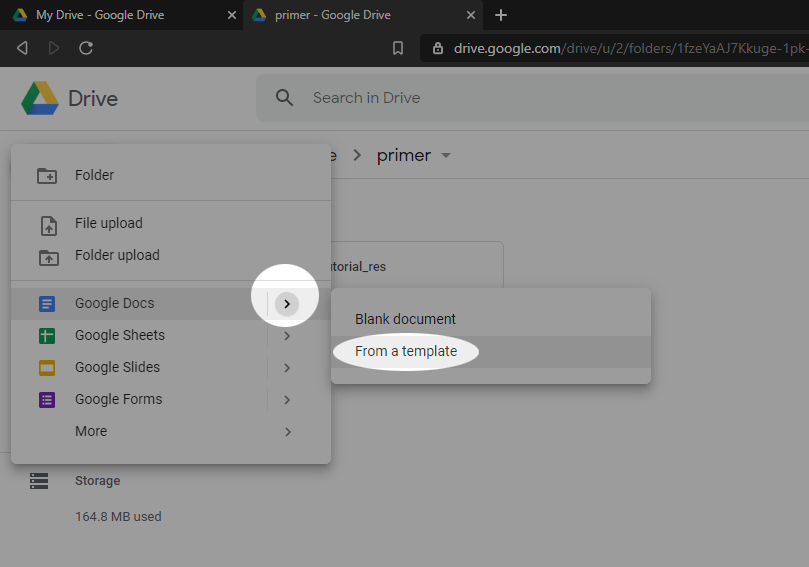 My Drive - Google Drive
primer - Google Drive
drive.google.com/drive/u/2/folders/1fzeYaAJ7Kkuge-1pk-
Drive
Search in Drive
primer
Folder
File upload
Folder upload
Google Docs
Google Sheets
Google Slides
Google Forms
More
Blank document
From a template
Storage
164.8 MB used